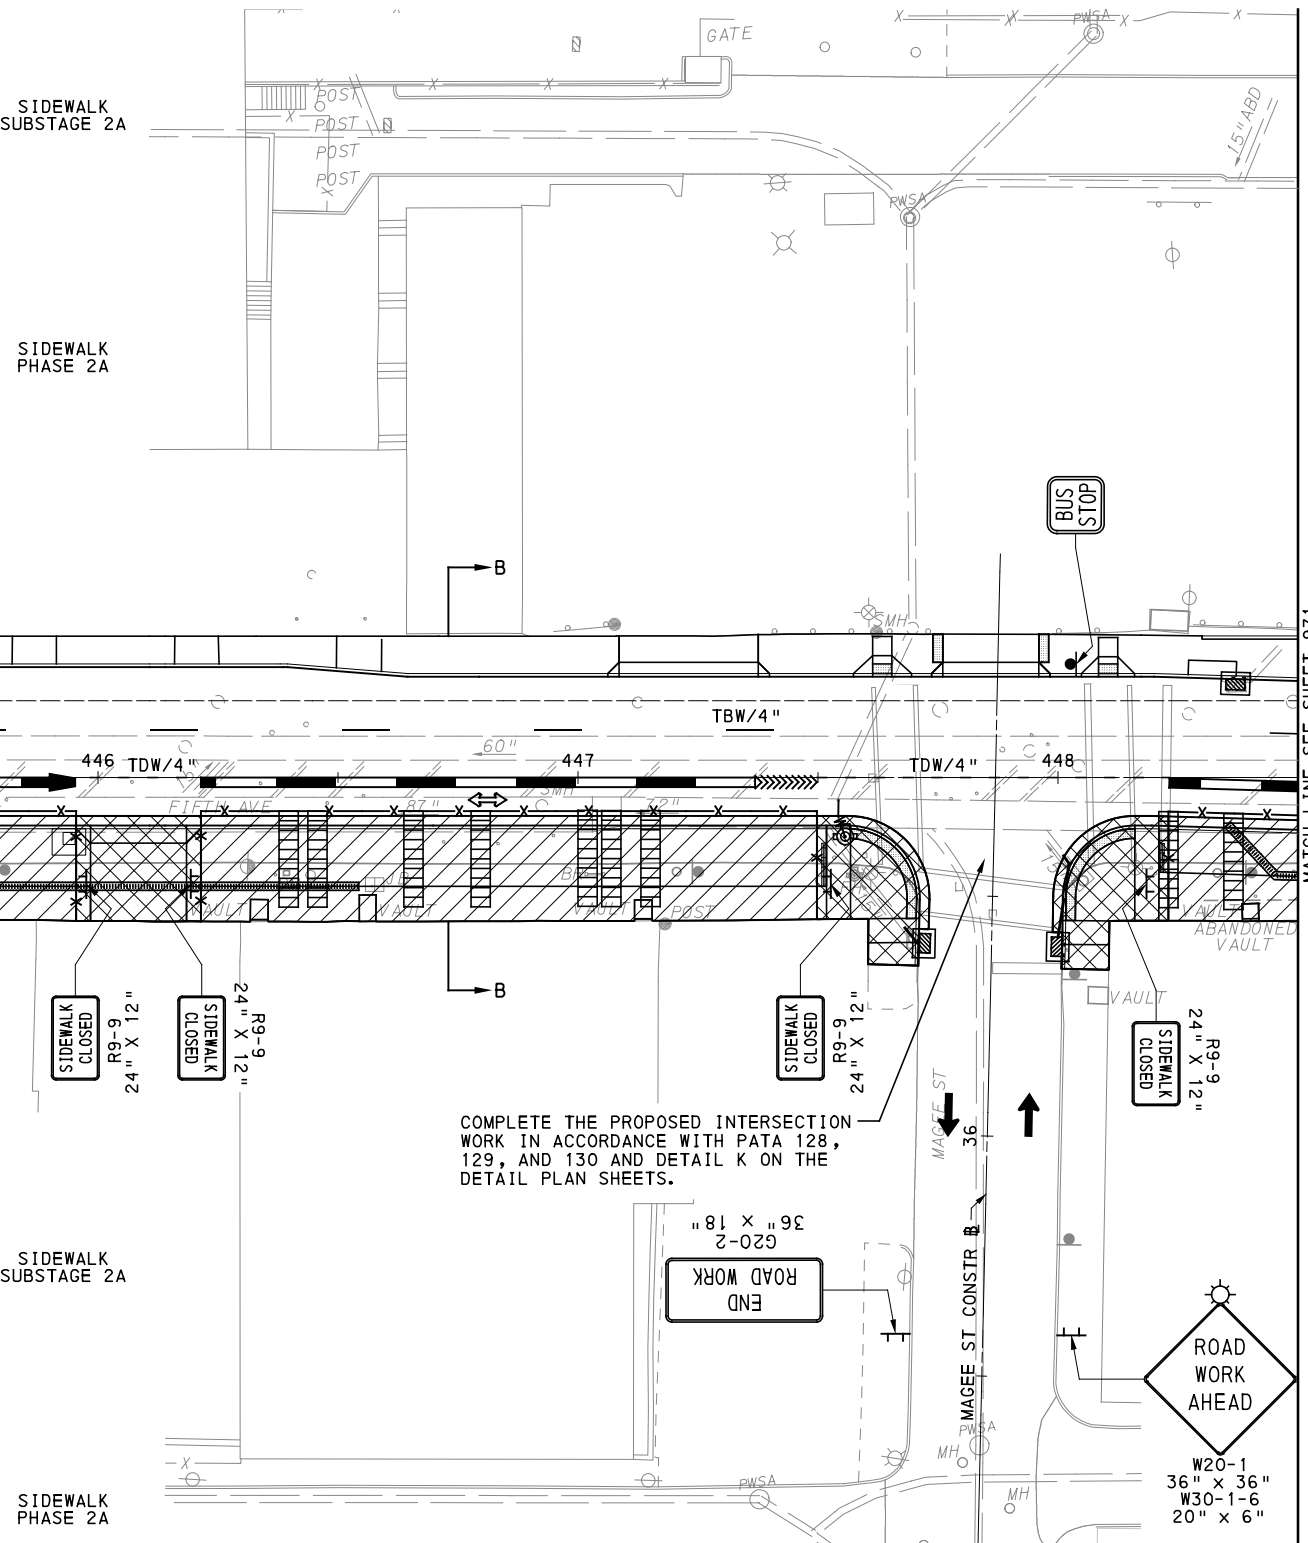 GATE
PWSA
SIDEWALK
SUBSTAGE 2A
POST
POST
POST
POST
15" ABD
PWSA
SIDEWALK
PHASE 2A
BUS
STOP
B
SMH
TBW/4"
60"
446
TDW/4"
447
TDW/4"
448
SMH
FIFTH AVE
87"
VAULT
VAULT
VAULT
POST
VAULT
ABANDONED
VAULT
B
VAULT
SIDEWALK
CLOSED
R9-9
24" X 12"
SIDEWALK
CLOSED
R9-9
24" X 12"
SIDEWALK
CLOSED
R9-9
24" X 12"
SIDEWALK
CLOSED
R9-9
24" X 12"
COMPLETE THE PROPOSED INTERSECTION
WORK IN ACCORDANCE WITH PATA 128,
129, AND 130 AND DETAIL K ON THE
DETAIL PLAN SHEETS.
MAGEE ST
36
MAGEE ST CONSTR B
END
ROAD WORK
G20-2
36" X 18"
SIDEWALK
SUBSTAGE 2A
ROAD
WORK
AHEAD
W20-1
36" x 36"
W30-1-6
20" x 6"
PWSA
MH
PWSA
MH
SIDEWALK
PHASE 2A